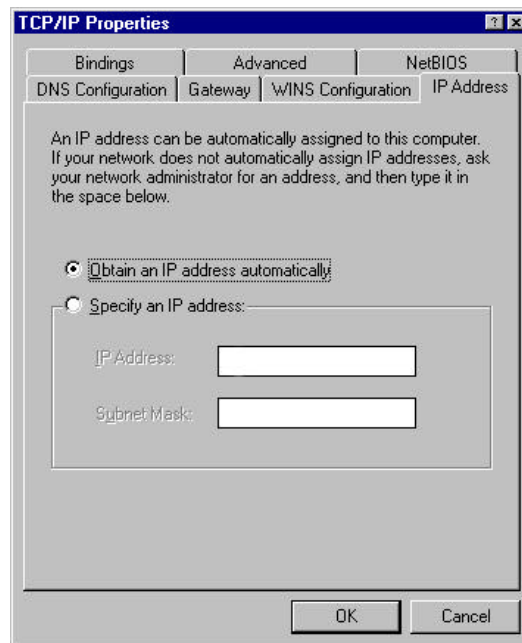 TCP/IP Properties
Bindings Advanced NetBIOS
DNS Configuration Gateway WINS Configuration IP Address
An IP address can be automatically assigned to this computer.
If your network does not automatically assign IP addresses, ask
your network administrator for an address, and then type it in
the space below.
Obtain an IP address automatically
Specify an IP address:
IP Address:
Subnet Mask:
OK Cancel